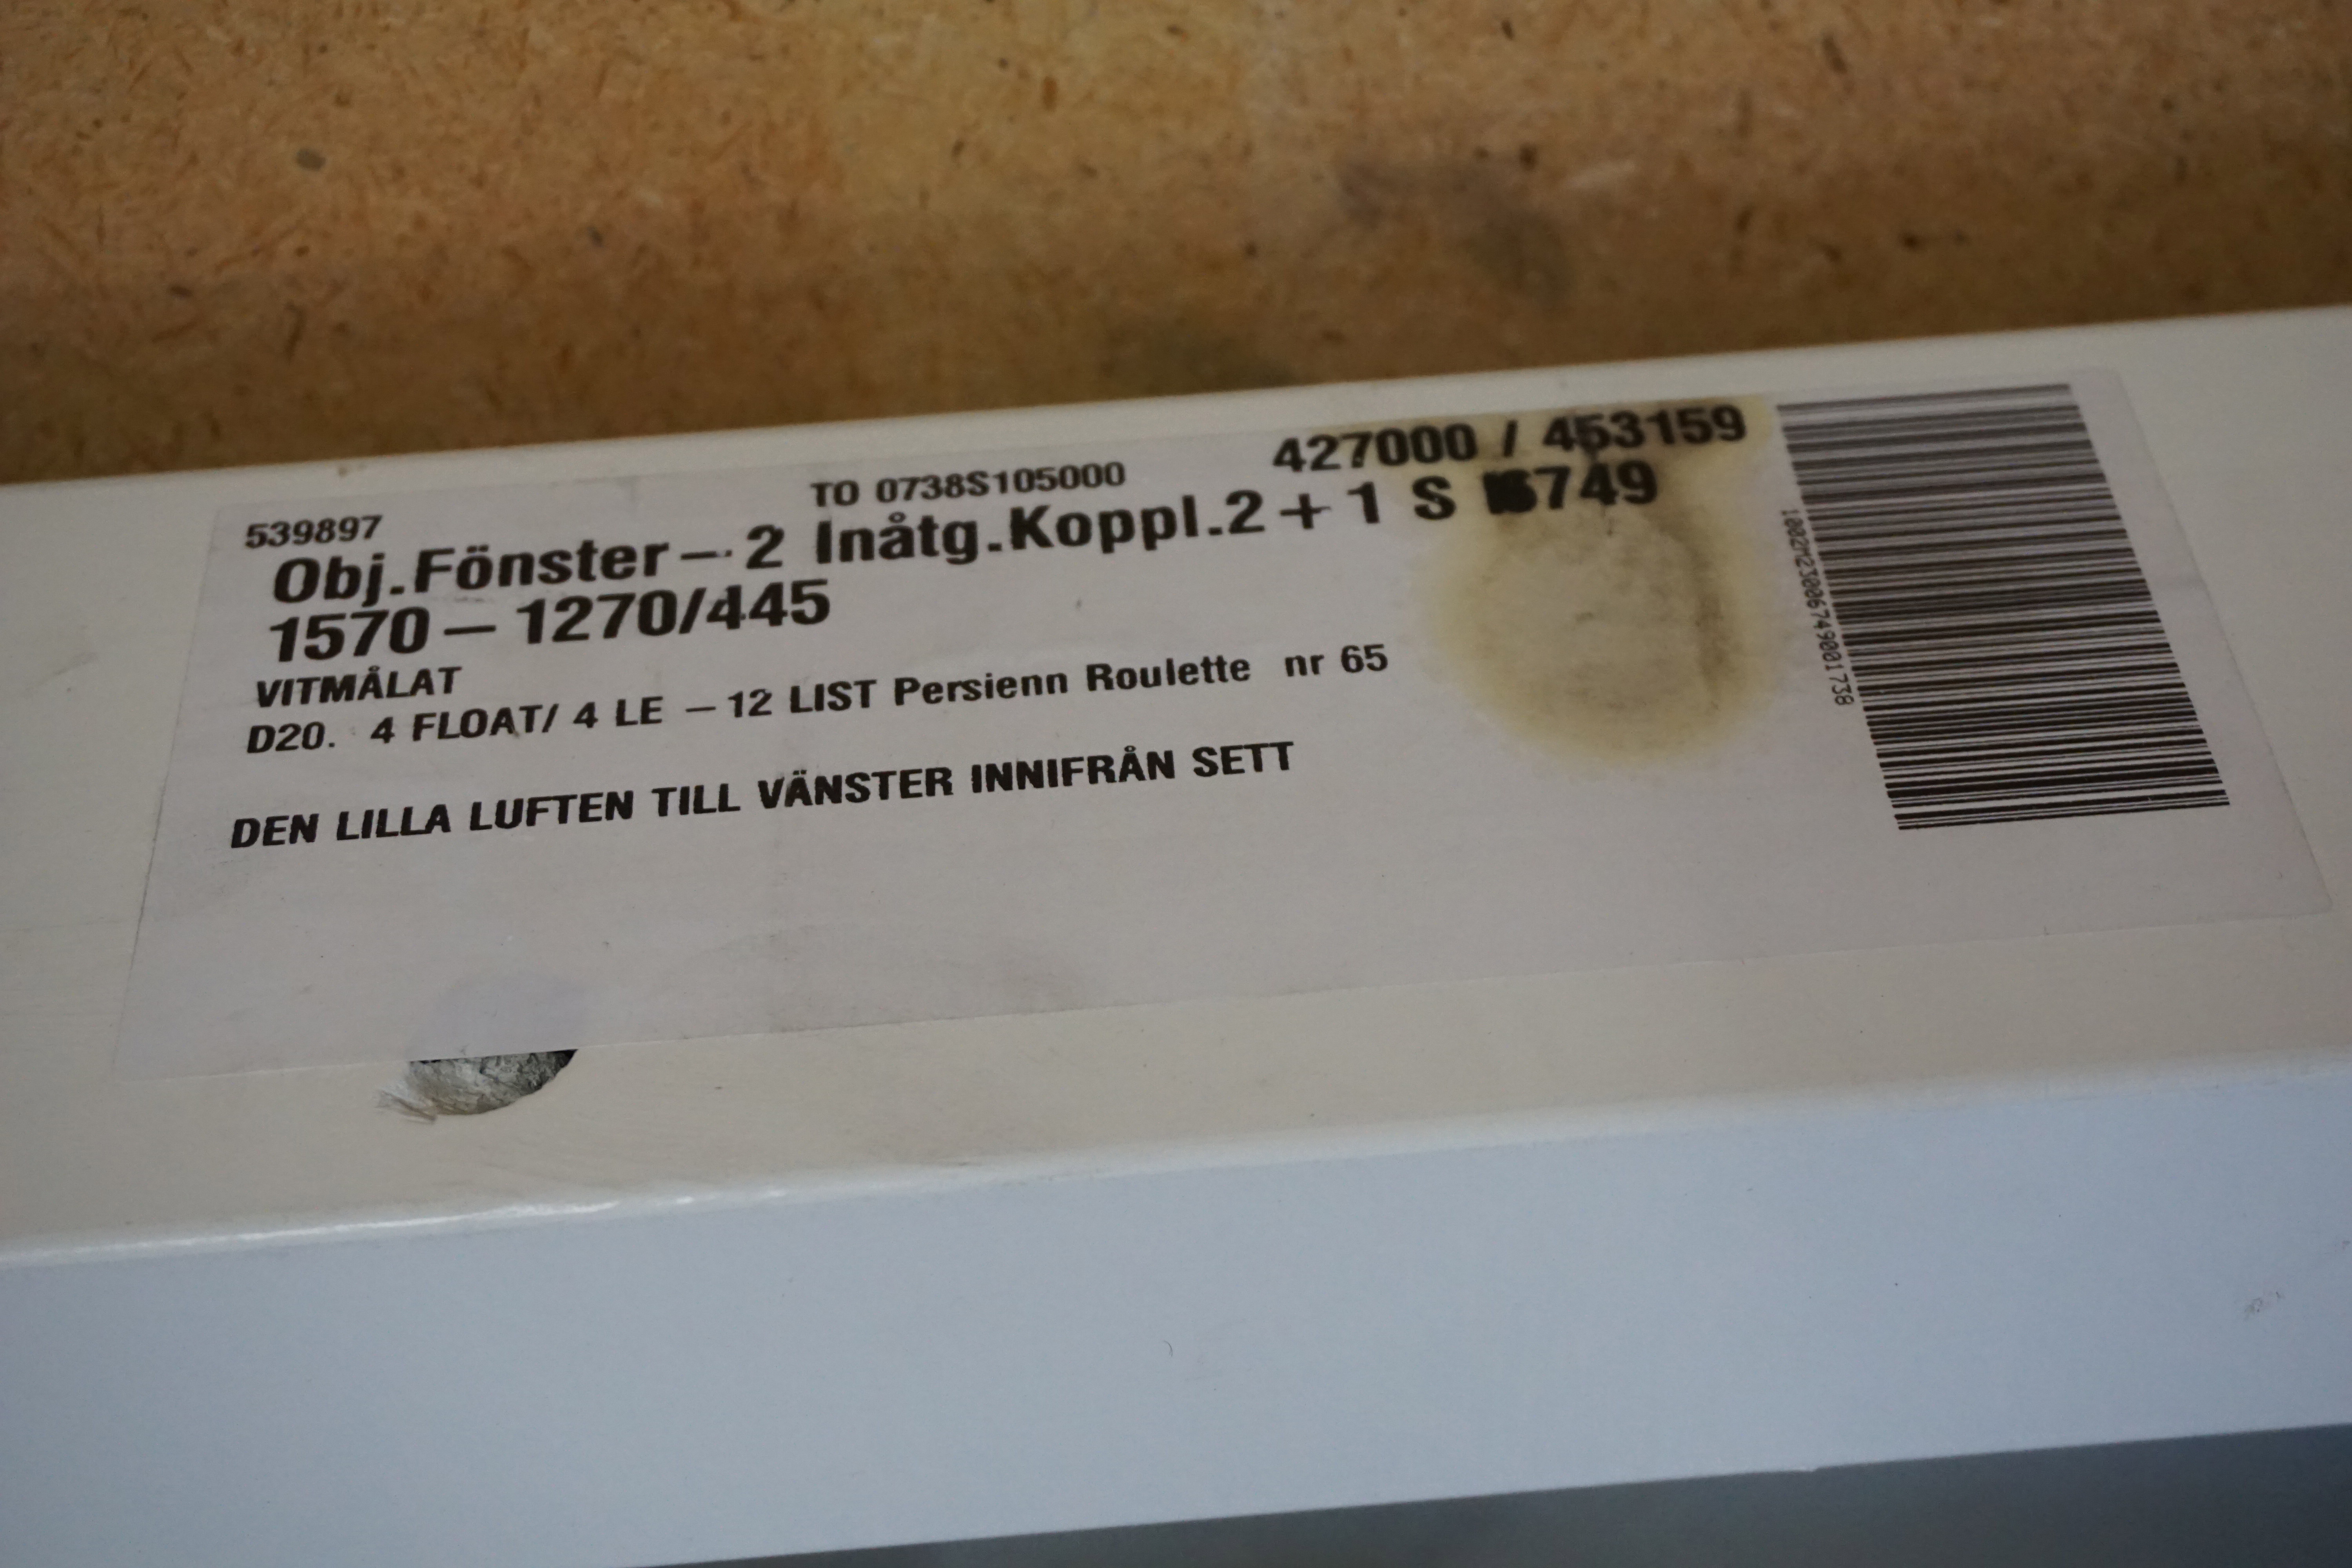 539897 TO 0738S105000 427000 / 453159
Obj.Fönster-2 Inåtg.Koppl.2+1 S
1570-1270/445
VITMÅLAT
D20. 4 FLOAT/ 4 LE -12 LIST Persienn Roulette nr 65
DEN LILLA LUFTEN TILL VÄNSTER INNIFRÅN SETT